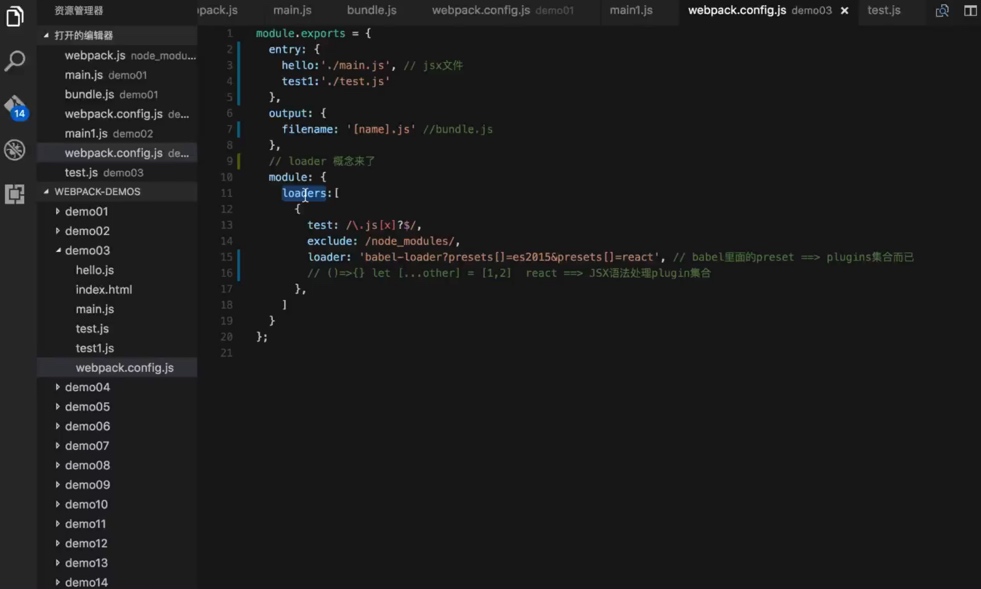 资源管理器
pack.js main.js bundle.js webpack.config.js demo01 main1.js webpack.config.js demo03 × test.js
打开的编辑器
webpack.js node_modu...
main.js demo01
bundle.js demo01
webpack.config.js de...
main1.js demo02
webpack.config.js de...
test.js demo03
14
WEBPACK-DEMOS
demo01
demo02
demo03
hello.js
index.html
main.js
test.js
test1.js
webpack.config.js
demo04
demo05
demo06
demo07
demo08
demo09
demo10
demo11
demo12
demo13
demo14
1 module.exports = {
2 entry: {
3 hello:'./main.js', // jsx文件
4 test1:'./test.js'
5 },
6 output: {
7 filename: '[name].js' //bundle.js
8 },
9 // loader 概念来了
10 module: {
11 loaders:[
12 {
13 test: /\.js[x]?$/,
14 exclude: /node_modules/,
15 loader: 'babel-loader?presets[]=es2015&presets[]=react', // babel里面的preset ==> plugins集合而已
16 // ()=>{} let [...other] = [1,2] react ==> JSX语法处理plugin集合
17 },
18 ]
19 }
20 };
21